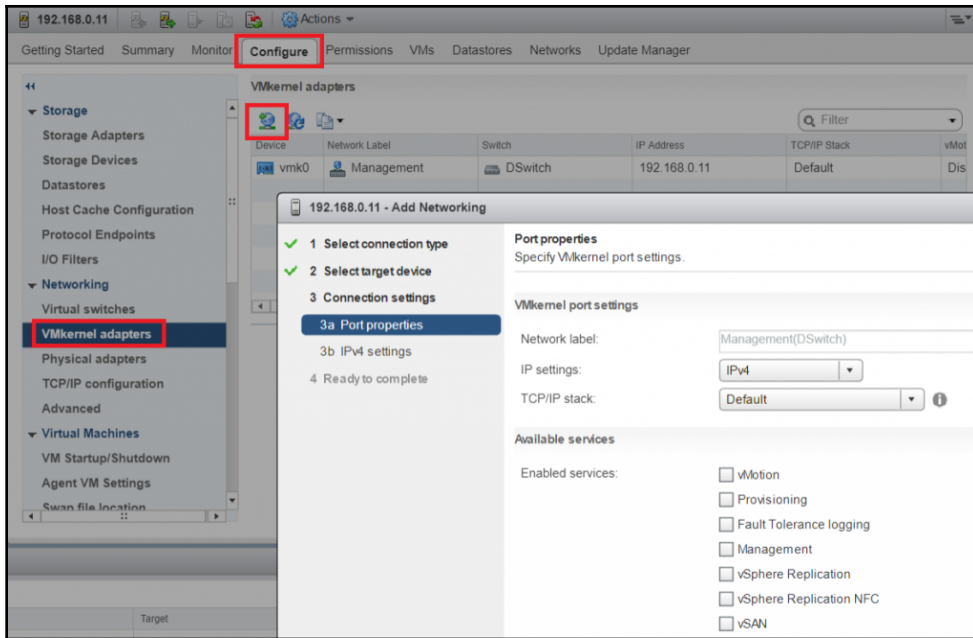 192.168.0.11 Actions
Getting Started Summary Monitor Configure Permissions VMs Datastores Networks Update Manager
Storage
Storage Adapters
Storage Devices
Datastores
Host Cache Configuration
Protocol Endpoints
I/O Filters
Networking
Virtual switches
VMkernel adapters
Physical adapters
TCP/IP configuration
Advanced
Virtual Machines
VM Startup/Shutdown
Agent VM Settings
Swap file location
VMkernel adapters
Filter
Device Network Label Switch IP Address TCP/IP Stack vMot
vmk0 Management DSwitch 192.168.0.11 Default Dis
192.168.0.11 - Add Networking
1 Select connection type
2 Select target device
3 Connection settings
3a Port properties
3b IPv4 settings
4 Ready to complete
Port properties
Specify VMkernel port settings.
VMkernel port settings
Network label: Management(DSwitch)
IP settings: IPv4
TCP/IP stack: Default
Available services
Enabled services:
vMotion
Provisioning
Fault Tolerance logging
Management
vSphere Replication
vSphere Replication NFC
vSAN
Target